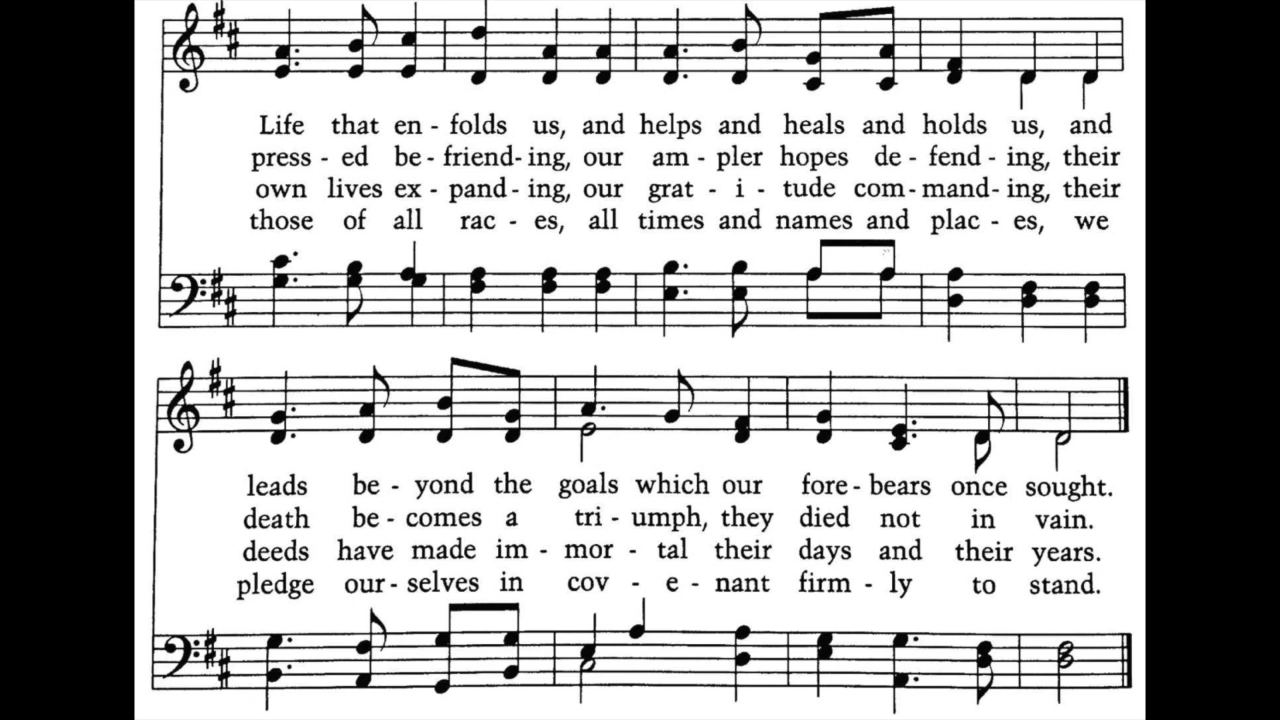 Life that en - folds us, and helps and heals and holds us, and
press - ed be - friend - ing, our am - pler hopes de - fend - ing, their
own lives ex - pand - ing, our grat - i - tude com - mand - ing, their
those of all rac - es, all times and names and plac - es, we
leads be - yond the goals which our fore - bears once sought.
death be - comes a tri - umph, they died not in vain.
deeds have made im - mor - tal their days and their years.
pledge our - selves in cov - e - nant firm - ly to stand.